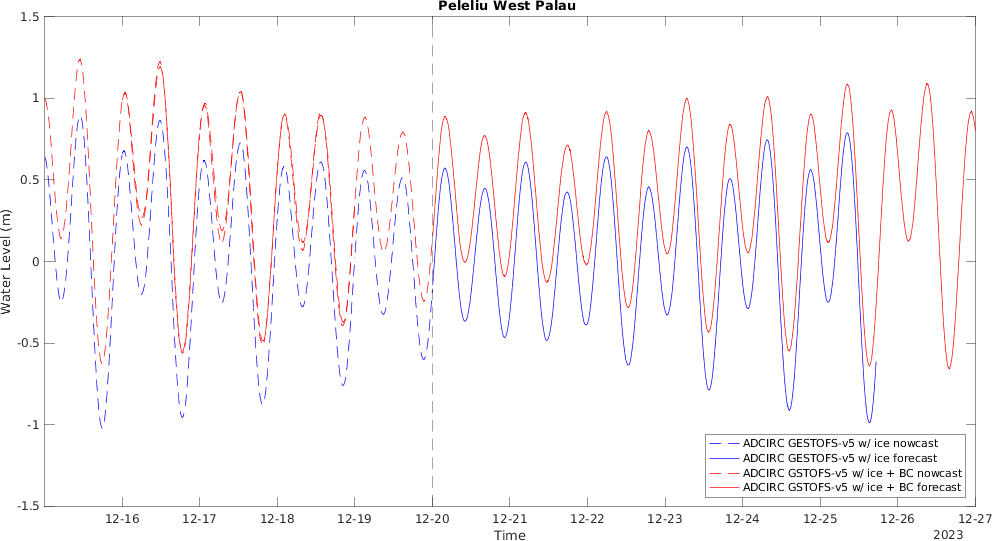 Peleliu West Palau
1.5
1
0.5
0
-0.5
-1
-1.5
Water Level (m)
ADCIRC GESTOFS-v5 w/ ice nowcast
ADCIRC GESTOFS-v5 w/ ice forecast
ADCIRC GSTOFS-v5 w/ ice + BC nowcast
ADCIRC GSTOFS-v5 w/ ice + BC forecast
12-16 12-17 12-18 12-19 12-20 12-21 12-22 12-23 12-24 12-25 12-26 12-27
Time
2023